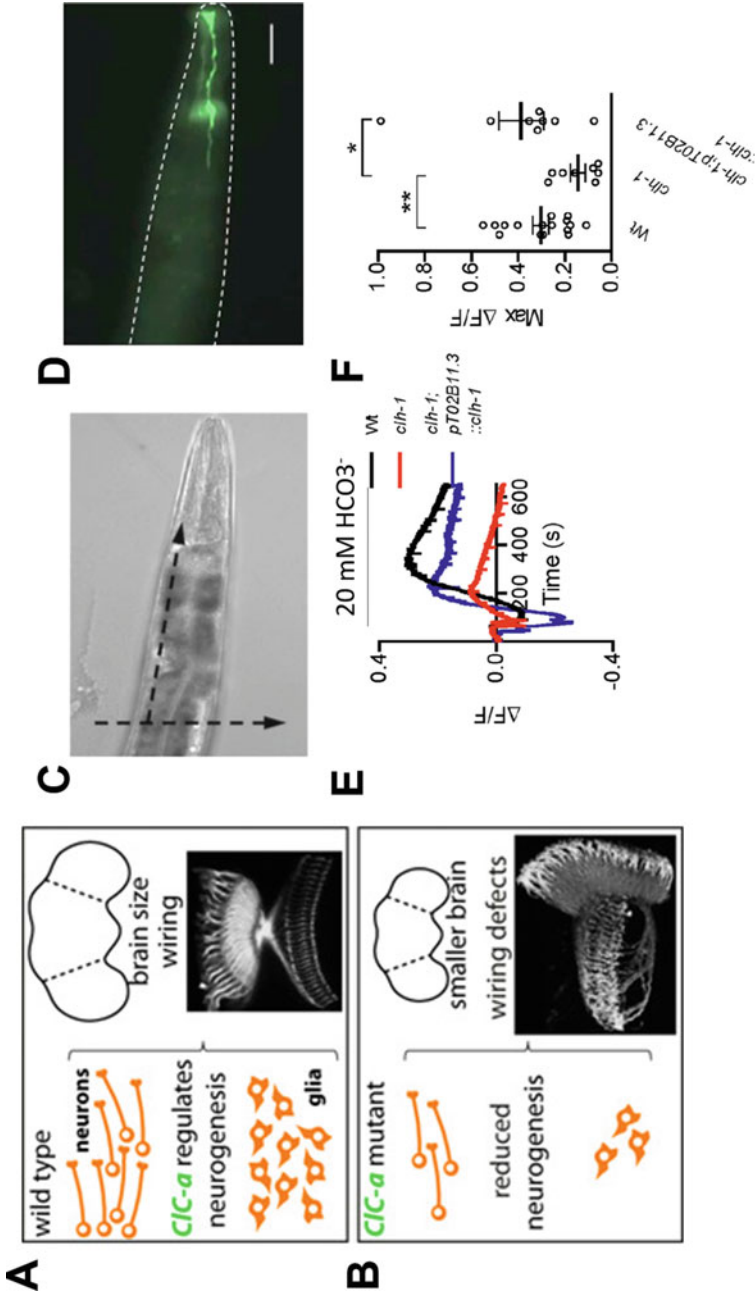 A
wild type
neurons
ClC-a regulates
neurogenesis
glia
brain size
wiring
B
ClC-a mutant
reduced
neurogenesis
smaller brain
wiring defects
C
D
E
20 mM HCO3-
Wt
clh-1
clh-1;
pT02B11.3
::clh-1
0.4
0.0
-0.4
ΔF/F
200 400 600
Time (s)
F
1.0
0.8
0.6
0.4
0.2
0.0
Max ΔF/F
**
*
Wt
clh-1
clh-1;pT02B11.3
::clh-1